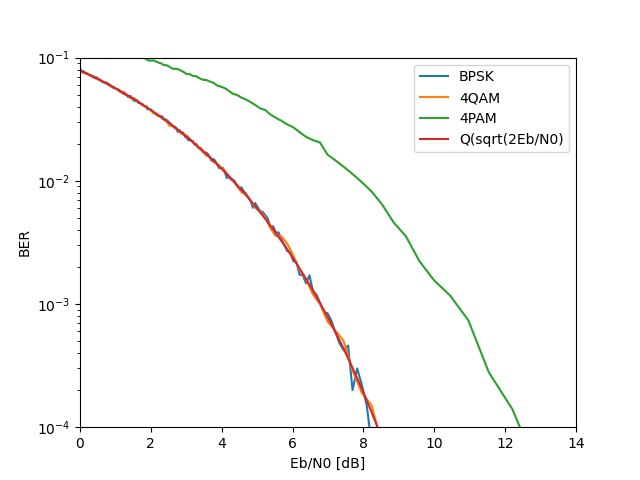 BPSK
4QAM
4PAM
Q(sqrt(2Eb/N0)
BER
10⁻¹
10⁻²
10⁻³
10⁻⁴
0 2 4 6 8 10 12 14
Eb/N0 [dB]